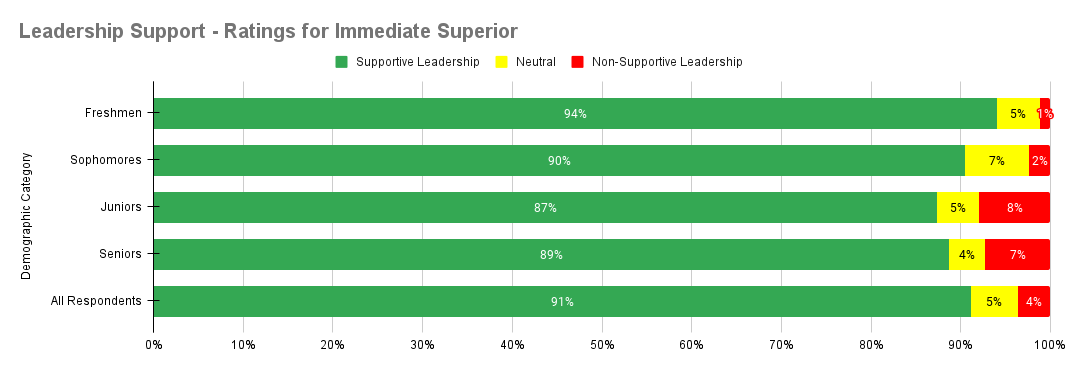 Leadership Support - Ratings for Immediate Superior
Supportive Leadership Neutral Non-Supportive Leadership
Demographic Category
Freshmen 94% 5% 1%
Sophomores 90% 7% 2%
Juniors 87% 5% 8%
Seniors 89% 4% 7%
All Respondents 91% 5% 4%
0% 10% 20% 30% 40% 50% 60% 70% 80% 90% 100%